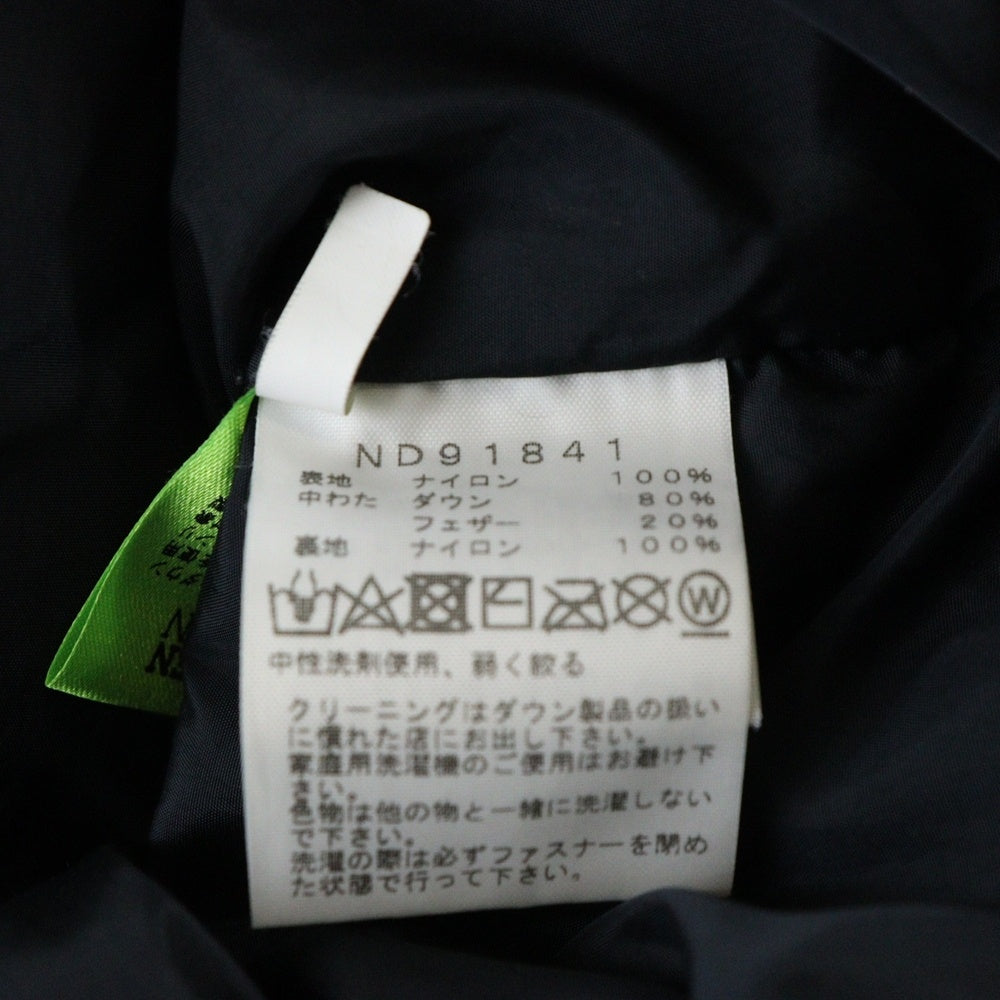 ND91841
表地 ナイロン 100%
中わた ダウン 80%
フェザー 20%
裏地 ナイロン 100%
W
中性洗剤使用、弱く絞る
クリーニングはダウン製品の扱い
に慣れた店にお出し下さい。
家庭用洗濯機のご使用はお避け下
さい。
色物は他の物と一緒に洗濯しない
で下さい。
洗濯の際は必ずファスナーを閉め
た状態で行って下さい。